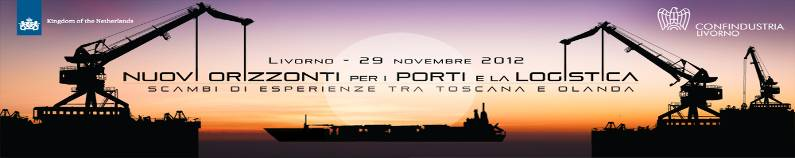 Kingdom of the Netherlands
CONFINDUSTRIA
LIVORNO
LIVORNO - 29 NOVEMBRE 2012
NUOVI ORIZZONTI PER I PORTI E LA LOGISTICA
SCAMBI DI ESPERIENZE TRA TOSCANA E OLANDA